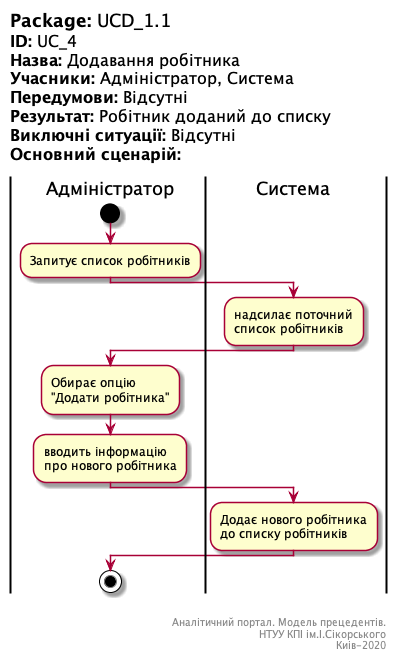 Package: UCD_1.1
ID: UC_4
Назва: Додавання робітника
Учасники: Адміністратор, Система
Передумови: Відсутні
Результат: Робітник доданий до списку
Виключні ситуації: Відсутні
Основний сценарій:
Адміністратор
Система
Запитує список робітників
надсилає поточний
список робітників
Обирає опцію
"Додати робітника"
вводить інформацію
про нового робітника
Додає нового робітника
до списку робітників
Аналітичний портал. Модель прецедентів.
НТУУ КПІ ім.І.Сікорського
Київ-2020